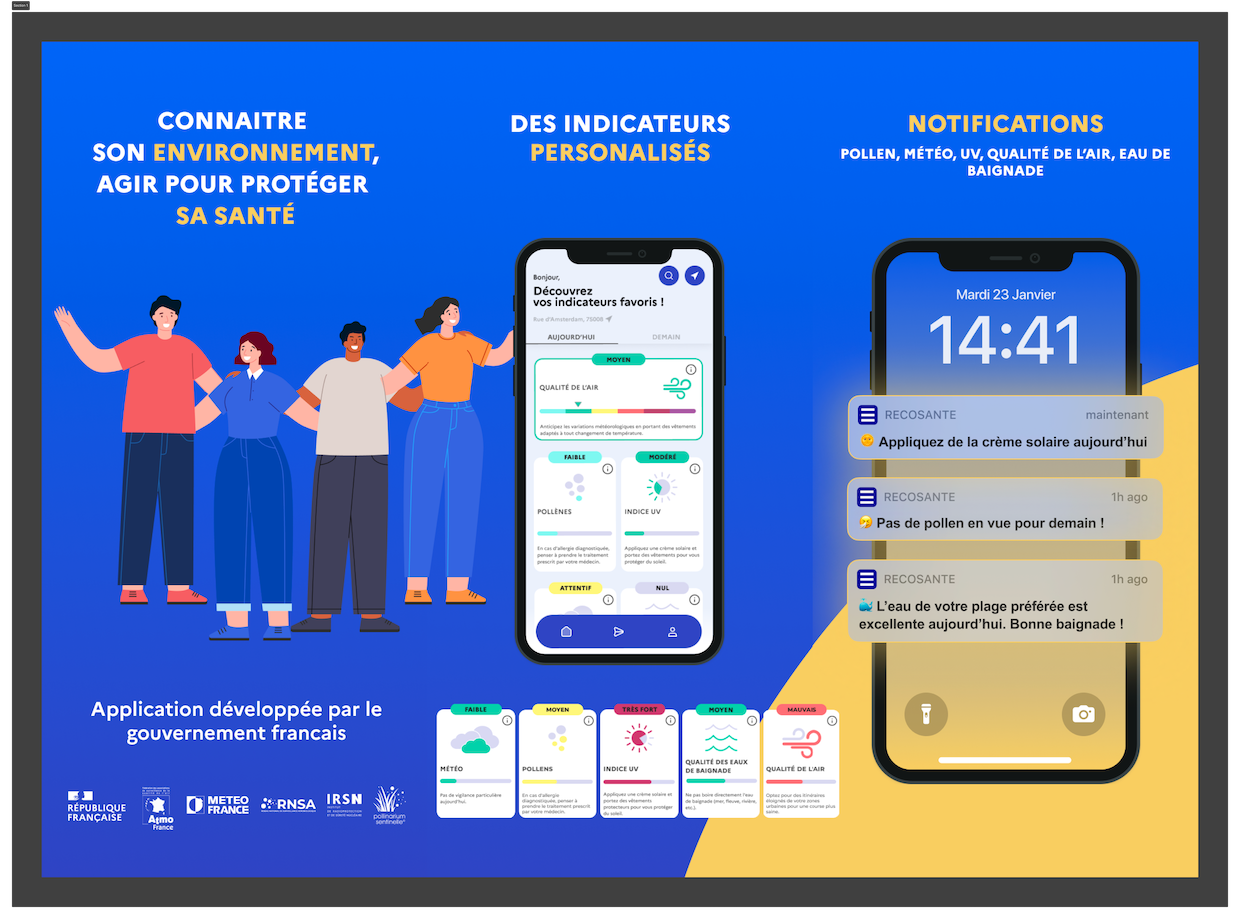 Section 1
CONNAITRE
SON ENVIRONNEMENT,
AGIR POUR PROTÉGER
SA SANTÉ
Application développée par le
gouvernement francais
RÉPUBLIQUE
FRANÇAISE
Atmo
France
METEO
FRANCE
RNSA
IRSN
INSTITUT
DE RADIOPROTECTION
ET DE SÛRETÉ NUCLÉAIRE
pollinarium
sentinelle®
DES INDICATEURS
PERSONALISÉS
Bonjour,
Découvrez
vos indicateurs favoris !
Rue d'Amsterdam, 75008
AUJOURD'HUI
DEMAIN
MOYEN
QUALITÉ DE L'AIR
Anticipez les variations météorologiques en portant des vêtements
adaptés à tout changement de température.
FAIBLE
POLLÈNES
En cas d'allergie diagnostiquée,
penser à prendre le traitement
prescrit par votre médecin.
MODÉRÉ
INDICE UV
Appliquez une crème solaire et
portez des vêtements pour vous
protéger du soleil.
ATTENTIF
NUL
FAIBLE
MÉTÉO
Pas de vigilance particulière
aujourd'hui.
MOYEN
POLLENS
En cas d'allergie
diagnostiquée, penser à
prendre le traitement prescrit
par votre médecin.
TRÈS FORT
INDICE UV
Appliquez une crème solaire et
portez des vêtements
protecteurs pour vous protéger
du soleil.
MOYEN
QUALITÉ DES EAUX
DE BAIGNADE
Ne pas boire directement l'eau
de baignade (mer, fleuve, rivière,
etc.).
MAUVAIS
QUALITÉ DE L'AIR
Optez pour des itinéraires
éloignés de votre zones
urbaines pour une course plus
saine.
NOTIFICATIONS
POLLEN, MÉTÉO, UV, QUALITÉ DE L'AIR, EAU DE
BAIGNADE
Mardi 23 Janvier
14:41
RECOSANTE
maintenant
🌞 Appliquez de la crème solaire aujourd'hui
RECOSANTE
1h ago
🤧 Pas de pollen en vue pour demain !
RECOSANTE
1h ago
🐳 L'eau de votre plage préférée est
excellente aujourd'hui. Bonne baignade !